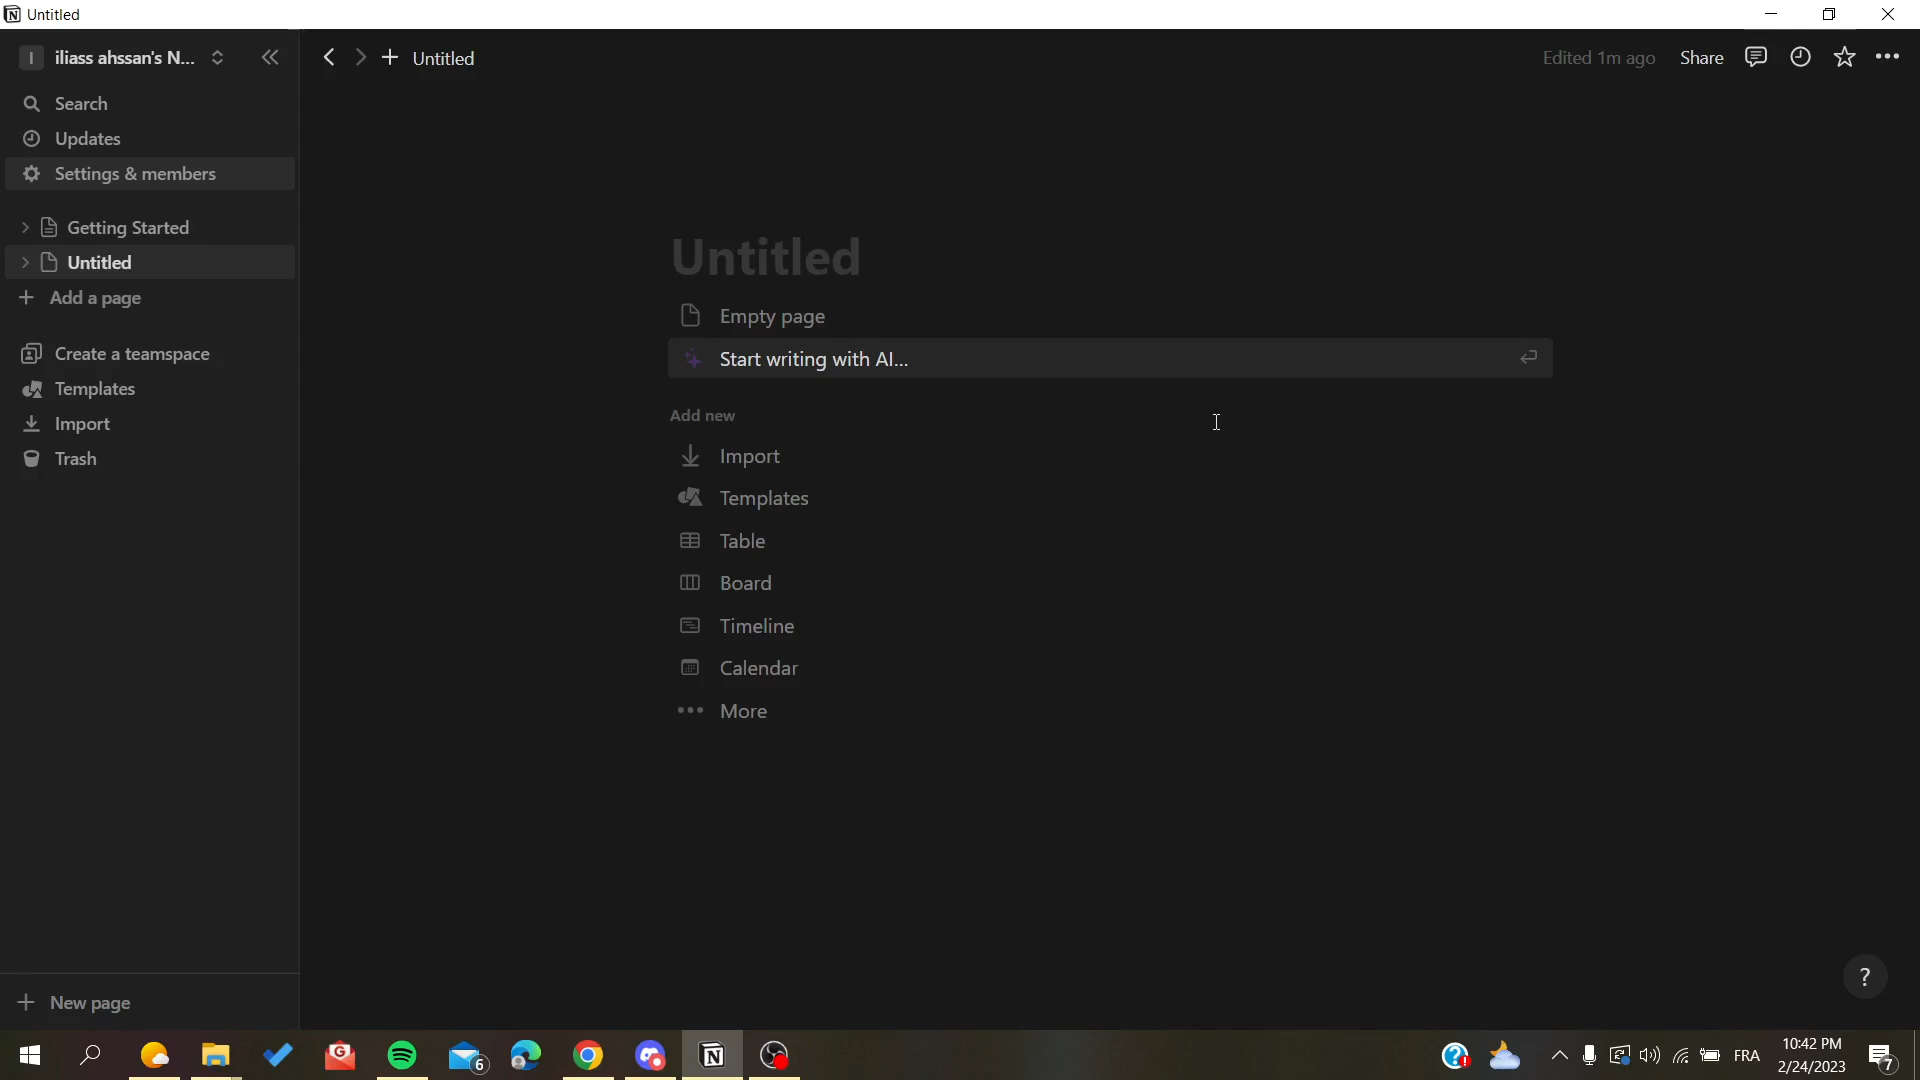 Untitled
I iliass ahssan's N...
Untitled
Edited 1m ago Share
Search
Updates
Settings & members
Getting Started
Untitled
Add a page
Create a teamspace
Templates
Import
Trash
New page
Untitled
Empty page
Start writing with AI...
Add new
Import
Templates
Table
Board
Timeline
Calendar
More
?
6
FRA
10:42 PM
2/24/2023
7